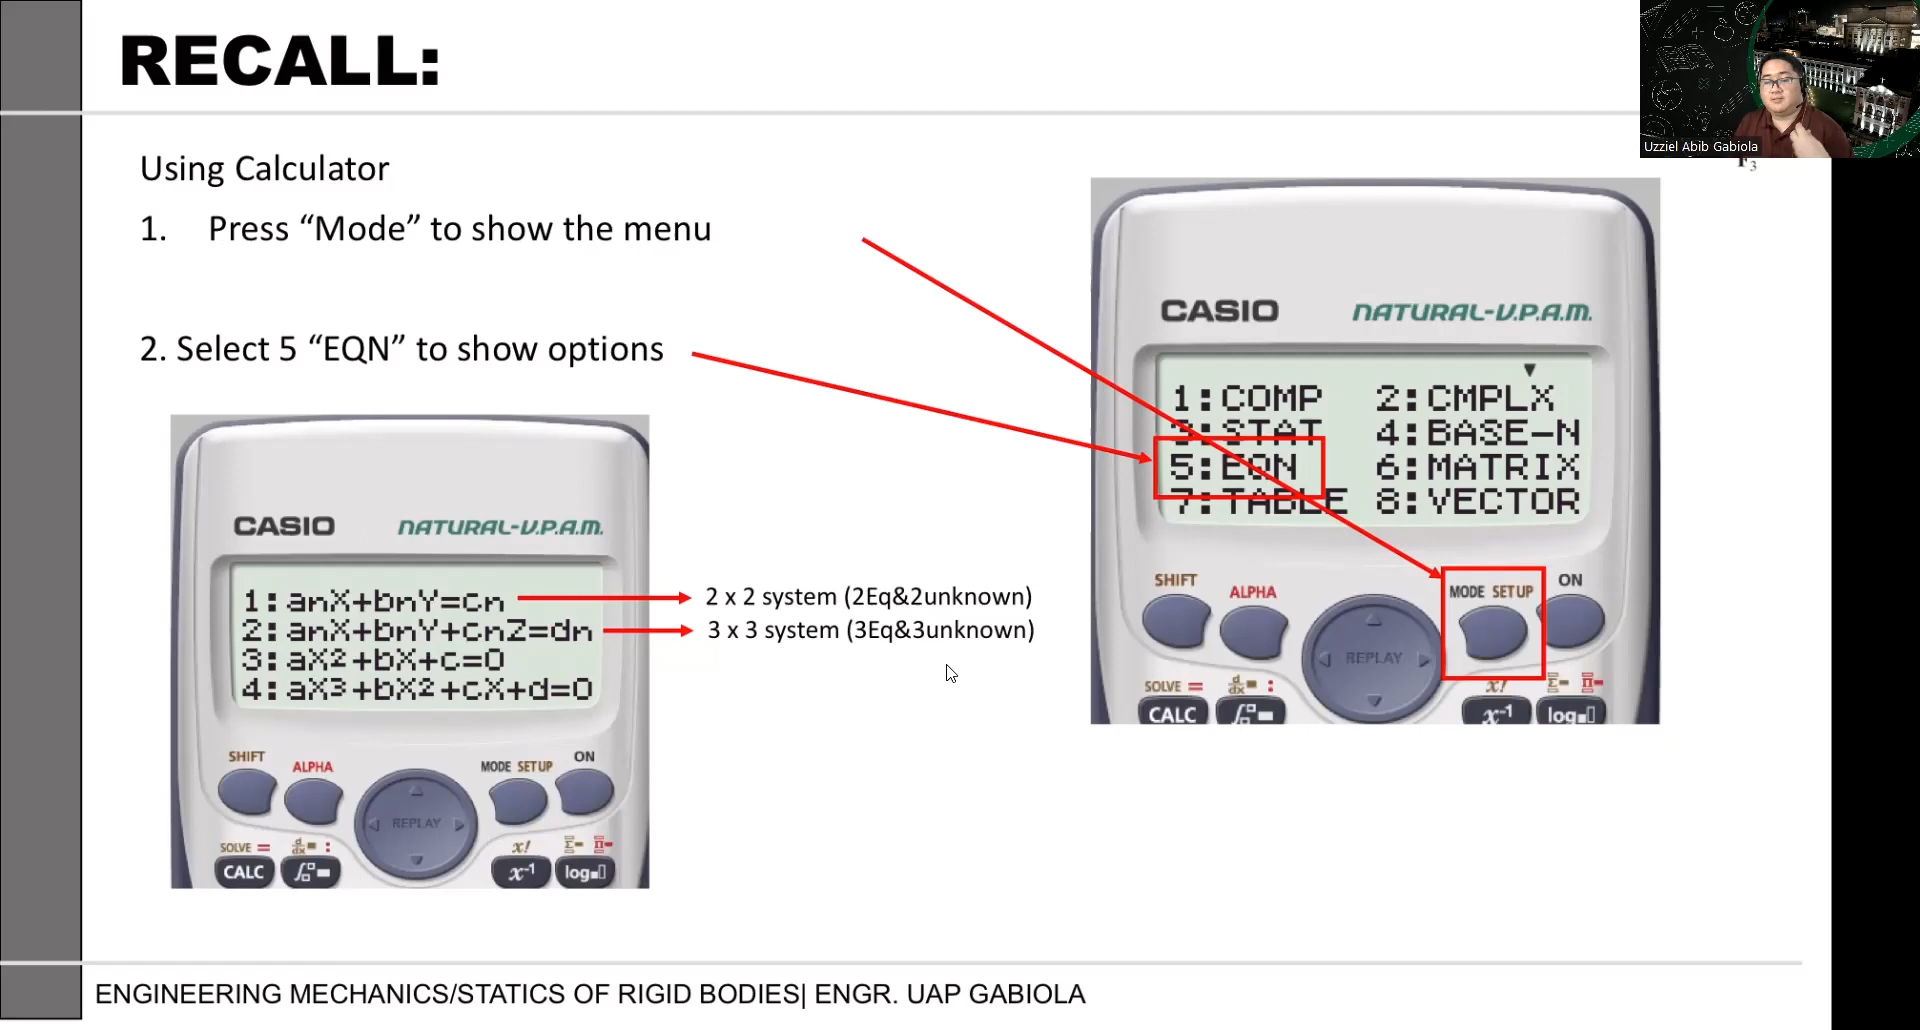 RECALL:
Uzziel Abib Gabiola
F3
Using Calculator
1. Press “Mode” to show the menu
2. Select 5 “EQN” to show options
CASIO NATURAL-V.P.A.M.
▼
1:COMP 2:CMPLX
3:STAT 4:BASE-N
5:EQN 6:MATRIX
7:TABLE 8:VECTOR
SHIFT ALPHA MODE SETUP ON
REPLAY
SOLVE = d/dx : x! Σ- Π-
CALC x⁻¹ log
CASIO NATURAL-V.P.A.M.
1:anX+bnY=cn
2:anX+bnY+cnZ=dn
3:aX²+bX+c=0
4:aX³+bX²+cX+d=0
2 x 2 system (2Eq&2unknown)
3 x 3 system (3Eq&3unknown)
SHIFT ALPHA MODE SETUP ON
REPLAY
SOLVE = d/dx : x! Σ- Π-
CALC x⁻¹ log
ENGINEERING MECHANICS/STATICS OF RIGID BODIES| ENGR. UAP GABIOLA